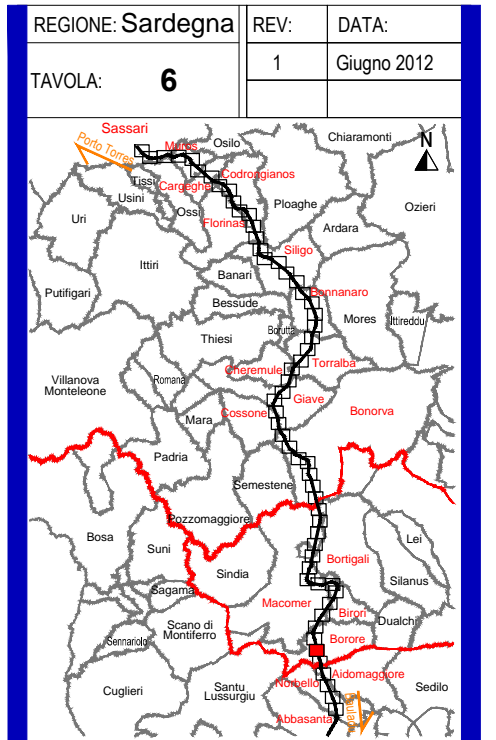 REGIONE: Sardegna
REV:
DATA:
TAVOLA: 6
1
Giugno 2012
Sassari
Porto Torres
Muros
Osilo
Chiaramonti
N
Tissi
Cargeghe
Codrongianos
Usini
Ossi
Ploaghe
Ozieri
Uri
Florinas
Ardara
Siligo
Ittiri
Banari
Putifigari
Bessude
Bonnanaro
Mores
Ittireddu
Thiesi
Borutta
Torralba
Cheremule
Villanova
Monteleone
Romana
Giave
Cossone
Bonorva
Mara
Padria
Semestene
Pozzomaggiore
Bosa
Suni
Lei
Bortigali
Sindia
Silanus
Sagama
Macomer
Birori
Dualchi
Scano di
Montiferro
Sennariolo
Borore
Aidomaggiore
Norbello
Sedilo
Cuglieri
Santu
Lussurgiu
Abbasanta